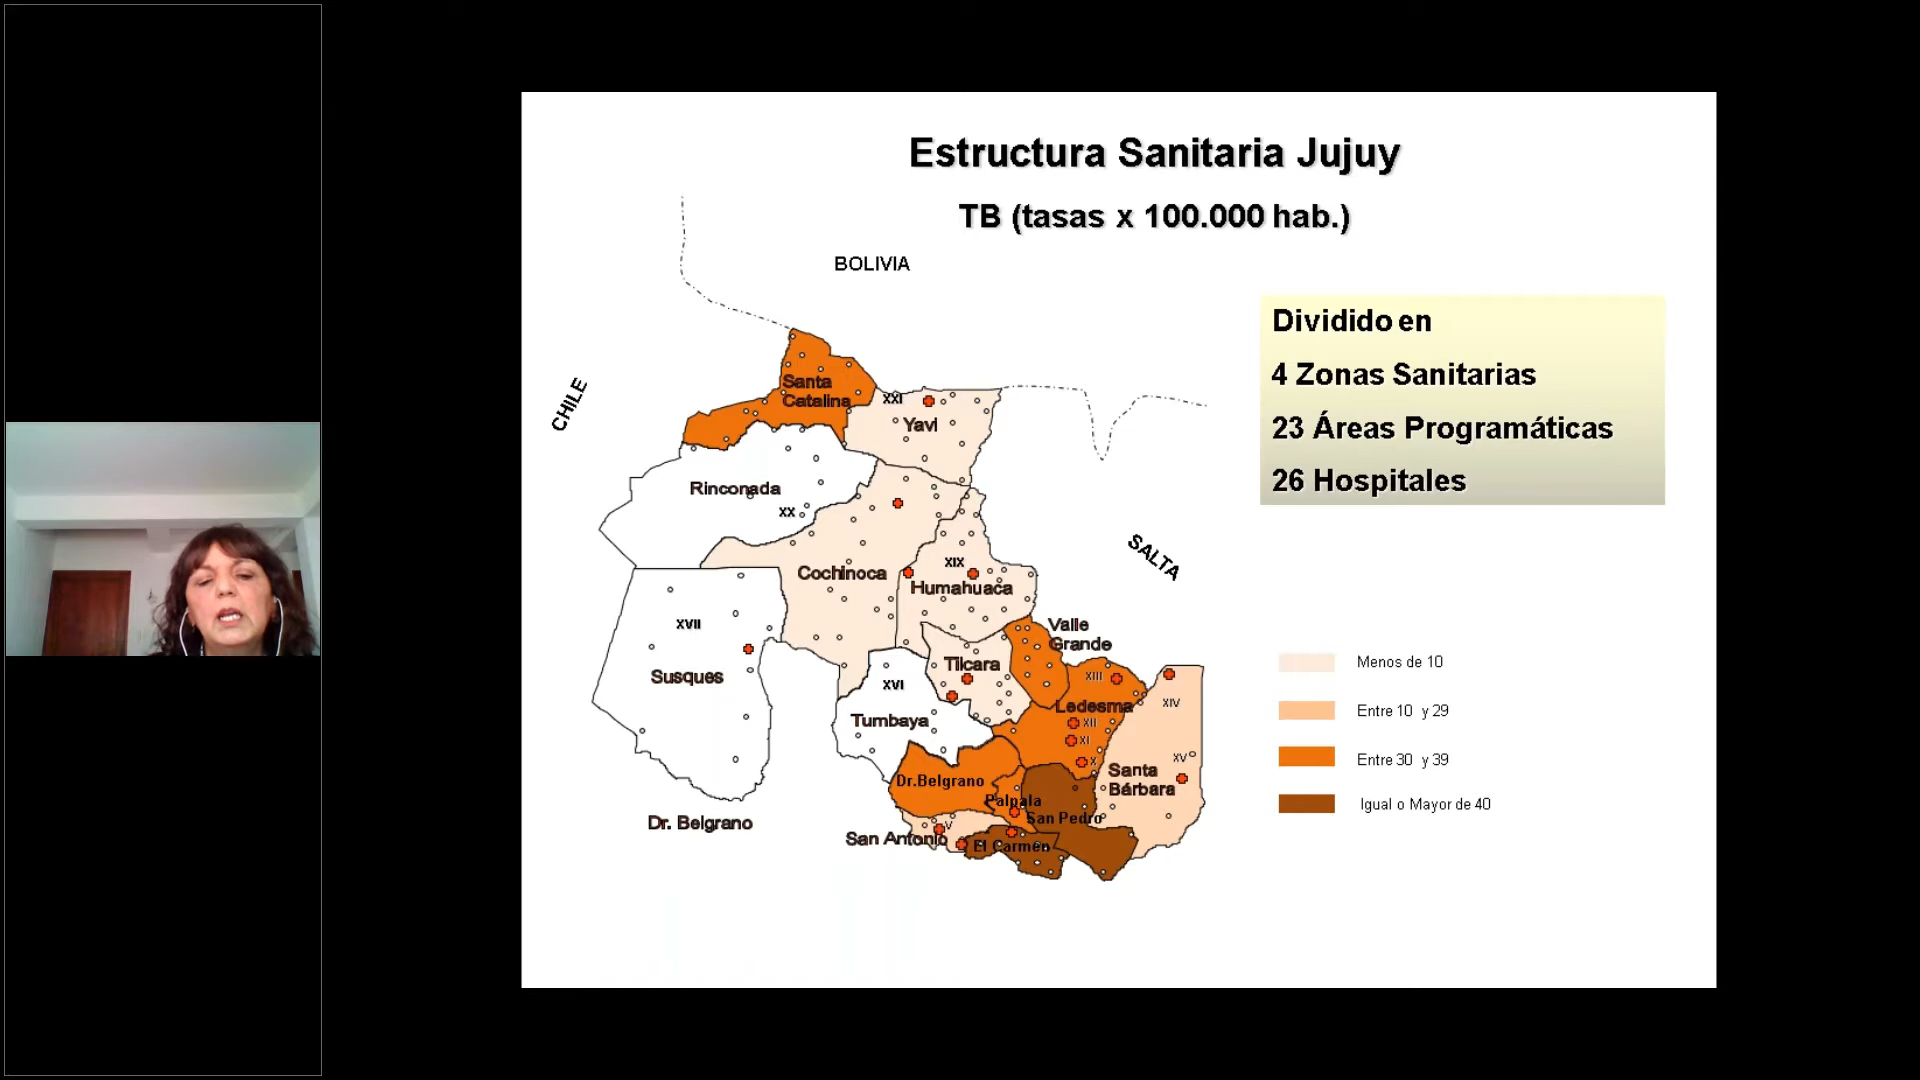 Estructura Sanitaria Jujuy
TB (tasas x 100.000 hab.)
BOLIVIA
CHILE
SALTA
Dividido en
4 Zonas Sanitarias
23 Áreas Programáticas
26 Hospitales
Santa
Catalina
XXI
Yavi
Rinconada
XX
Cochinoca
XIX
Humahuaca
XVII
Susques
Valle
Grande
Tilcara
XVI
Tumbaya
XIII
Ledesma
XII
XI
X
XIV
XV
Santa
Bárbara
Dr.Belgrano
Palpala
San Pedro
Dr. Belgrano
San Antonio
V
El Carmen
Menos de 10
Entre 10 y 29
Entre 30 y 39
Igual o Mayor de 40